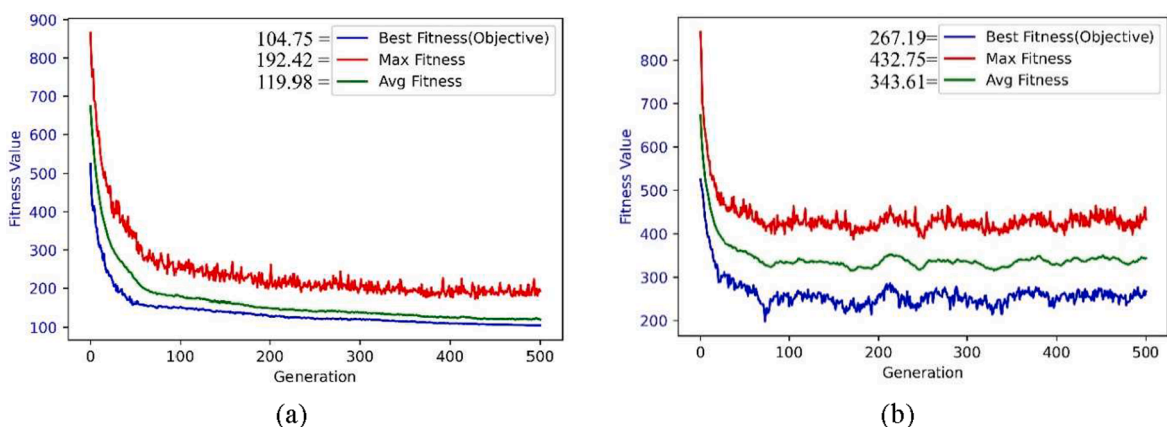 900
800
700
600
500
400
300
200
100
Fitness Value
104.75 = Best Fitness(Objective)
192.42 = Max Fitness
119.98 = Avg Fitness
0 100 200 300 400 500
Generation
(a)
800
700
600
500
400
300
200
Fitness Value
267.19= Best Fitness(Objective)
432.75= Max Fitness
343.61= Avg Fitness
0 100 200 300 400 500
Generation
(b)